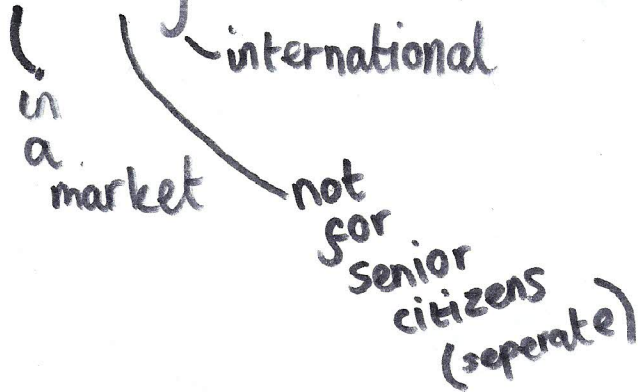 international
in
a
market
not
for
senior
citizens
(seperate)